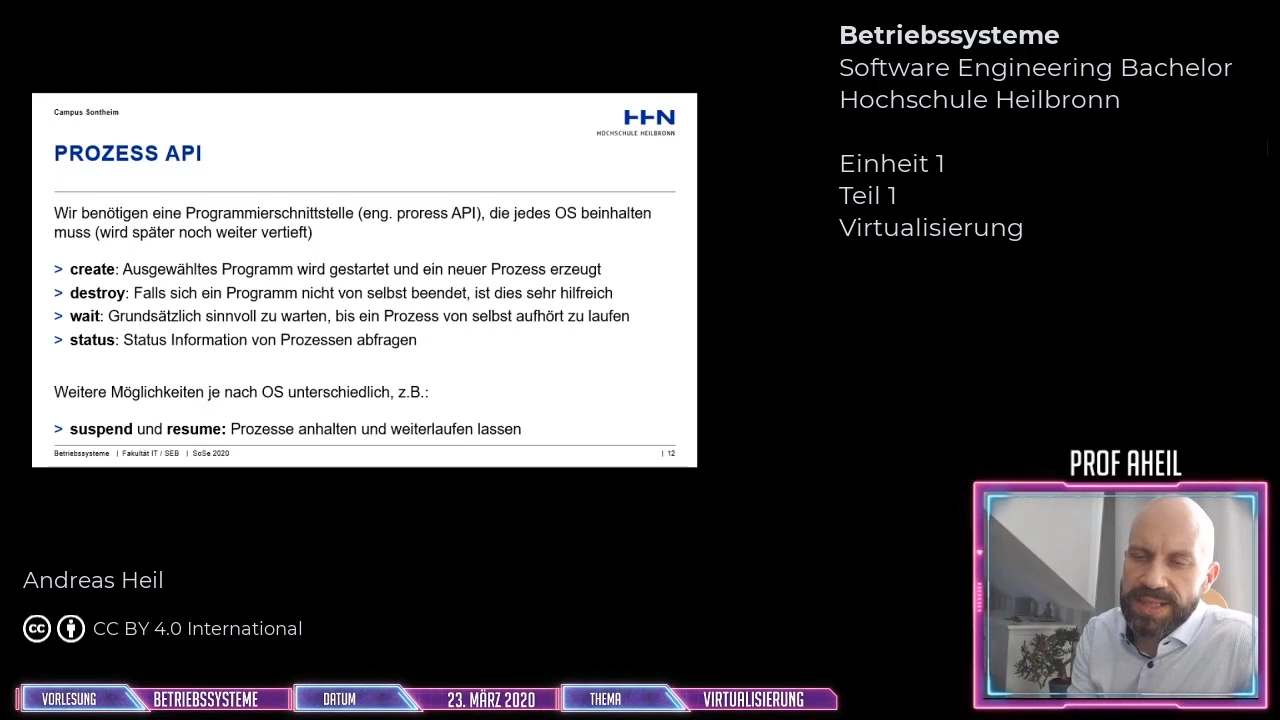 Betriebssysteme
Software Engineering Bachelor
Hochschule Heilbronn
Einheit 1
Teil 1
Virtualisierung
Campus Sontheim
HHN
HOCHSCHULE HEILBRONN
PROZESS API
Wir benötigen eine Programmierschnittstelle (eng. proress API), die jedes OS beinhalten
muss (wird später noch weiter vertieft)
> create: Ausgewähltes Programm wird gestartet und ein neuer Prozess erzeugt
> destroy: Falls sich ein Programm nicht von selbst beendet, ist dies sehr hilfreich
> wait: Grundsätzlich sinnvoll zu warten, bis ein Prozess von selbst aufhört zu laufen
> status: Status Information von Prozessen abfragen
Weitere Möglichkeiten je nach OS unterschiedlich, z.B.:
> suspend und resume: Prozesse anhalten und weiterlaufen lassen
Betriebssysteme | Fakultät IT / SEB | SoSe 2020 | 12
PROF AHEIL
Andreas Heil
cc CC BY 4.0 International
VORLESUNG BETRIEBSSYSTEME DATUM 23. MÄRZ 2020 THEMA VIRTUALISIERUNG